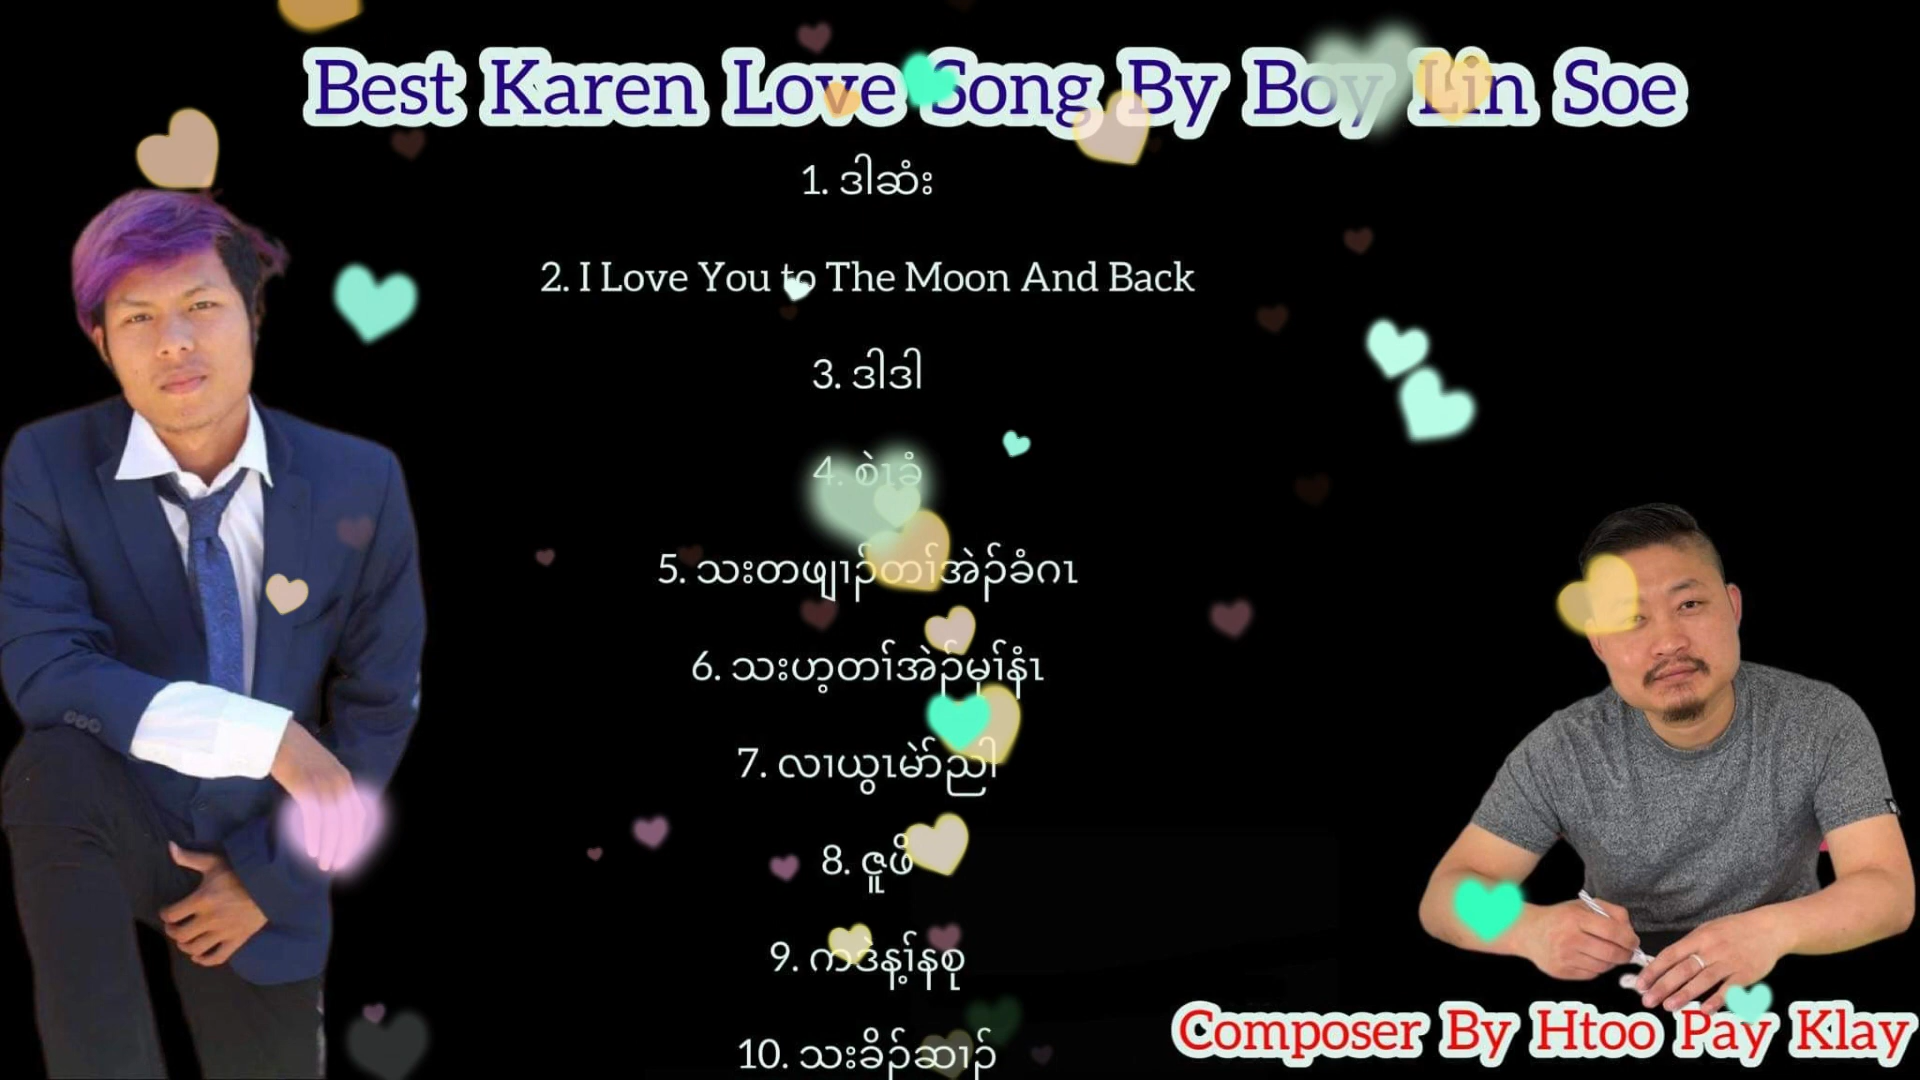 Best Karen Love Song By Boy Lin Soe
1. ဒါဆံး
2. I Love You to The Moon And Back
3. ဒါဒါ
4. စဲၤခံ
5. သးတဖျၢၣ်တၢ်အဲၣ်ခံဂၤ
6. သးဟ့တၢ်အဲၣ်မ့ၢ်နံၤ
7. လၢယွၤမဲာ်ညါ
8. ဇူဖိ
9. ကဒဲန့ၢ်နစု
10. သးခိၣ်ဆၢၣ်
Composer By Htoo Pay Klay